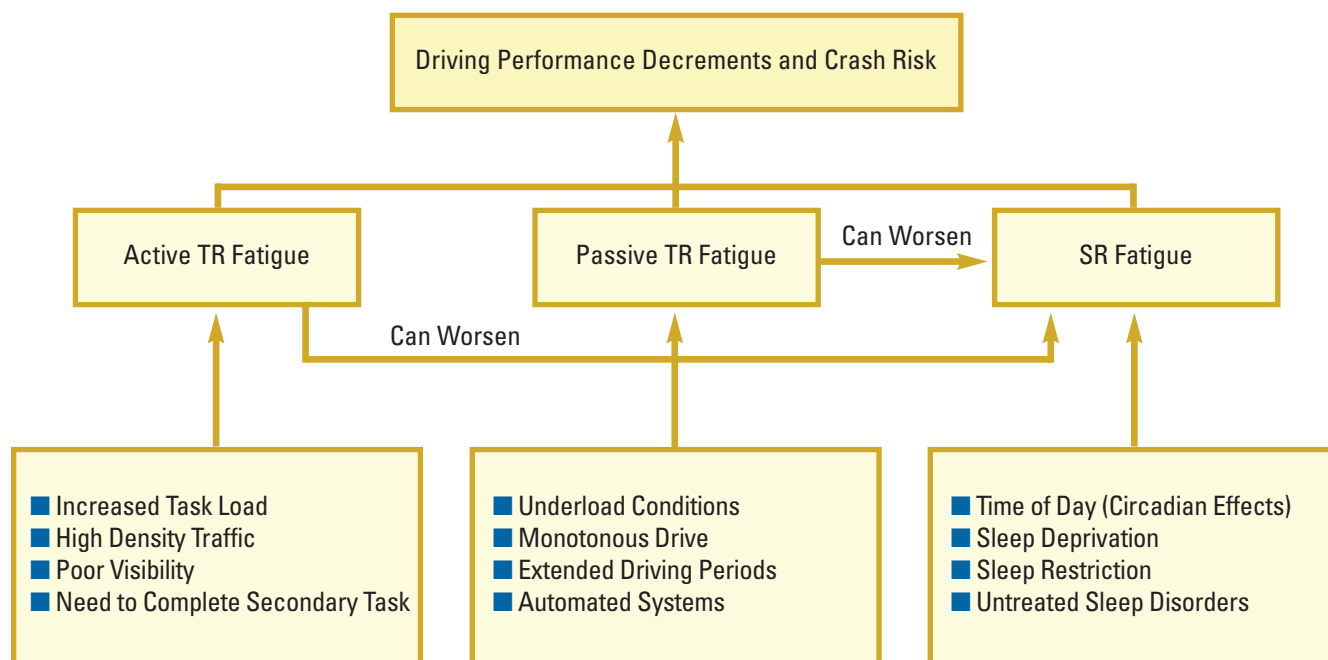 Driving Performance Decrements and Crash Risk
Active TR Fatigue
Passive TR Fatigue
Can Worsen
SR Fatigue
Can Worsen
■ Increased Task Load
■ High Density Traffic
■ Poor Visibility
■ Need to Complete Secondary Task
■ Underload Conditions
■ Monotonous Drive
■ Extended Driving Periods
■ Automated Systems
■ Time of Day (Circadian Effects)
■ Sleep Deprivation
■ Sleep Restriction
■ Untreated Sleep Disorders